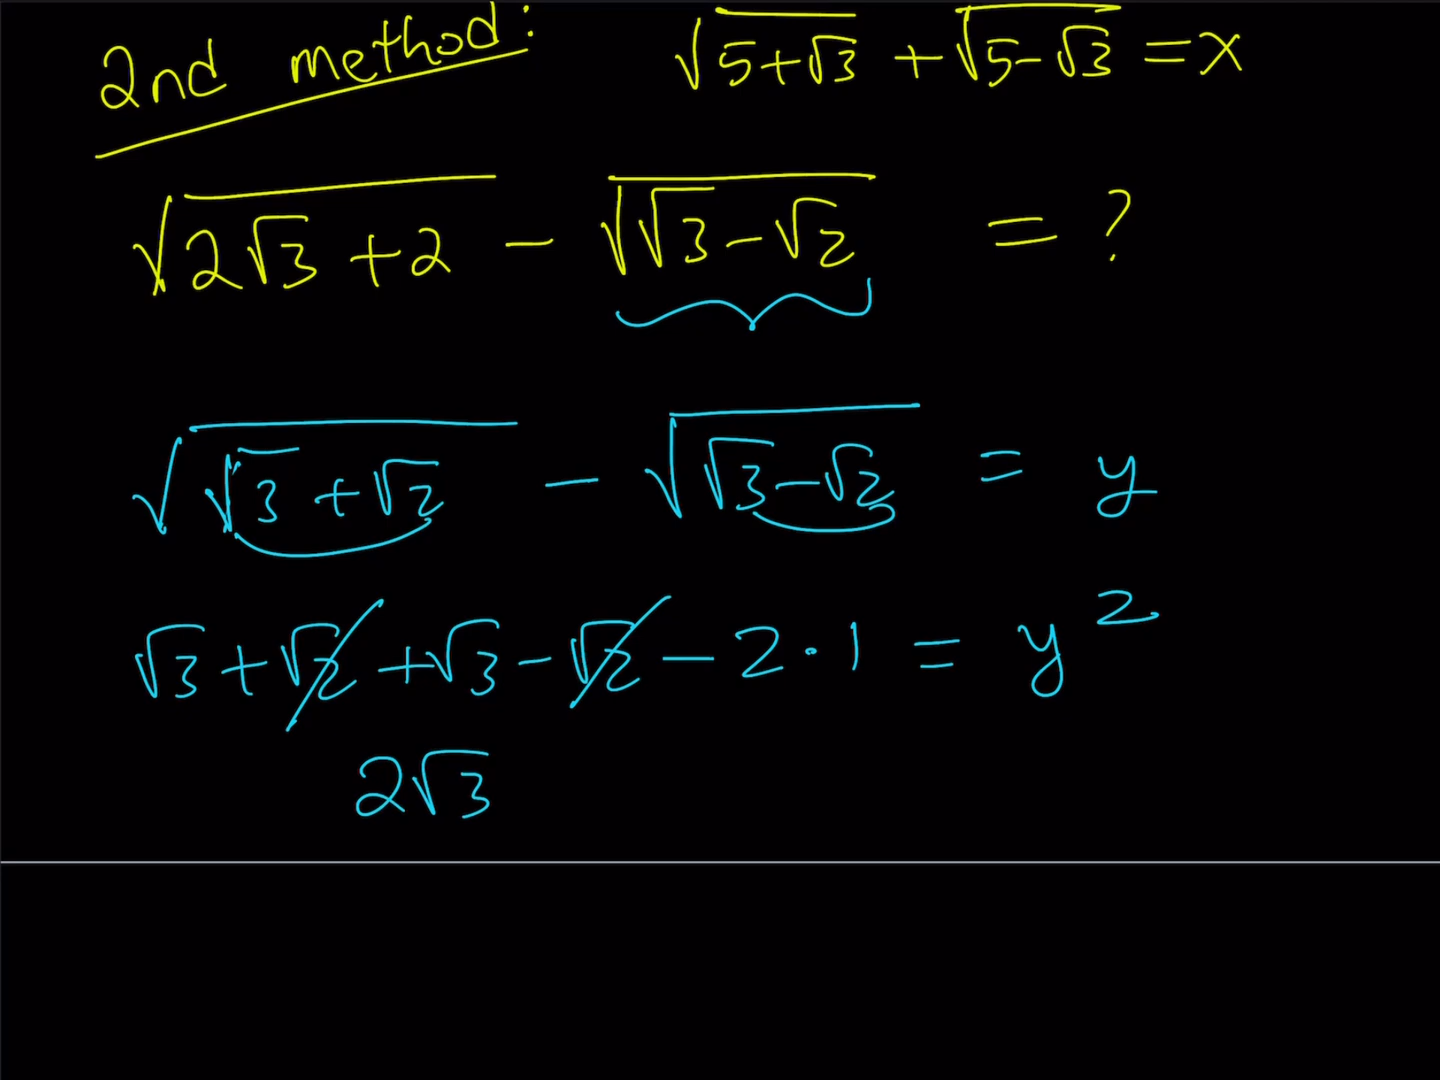 2nd method: √(5+√3) + √(5-√3) = x
√(2√3 + 2) - √(√3 - √2) = ?
√(√3 + √2) - √(√3 - √2) = y
√3 + √2 + √3 - √2 - 2 · 1 = y²
2√3